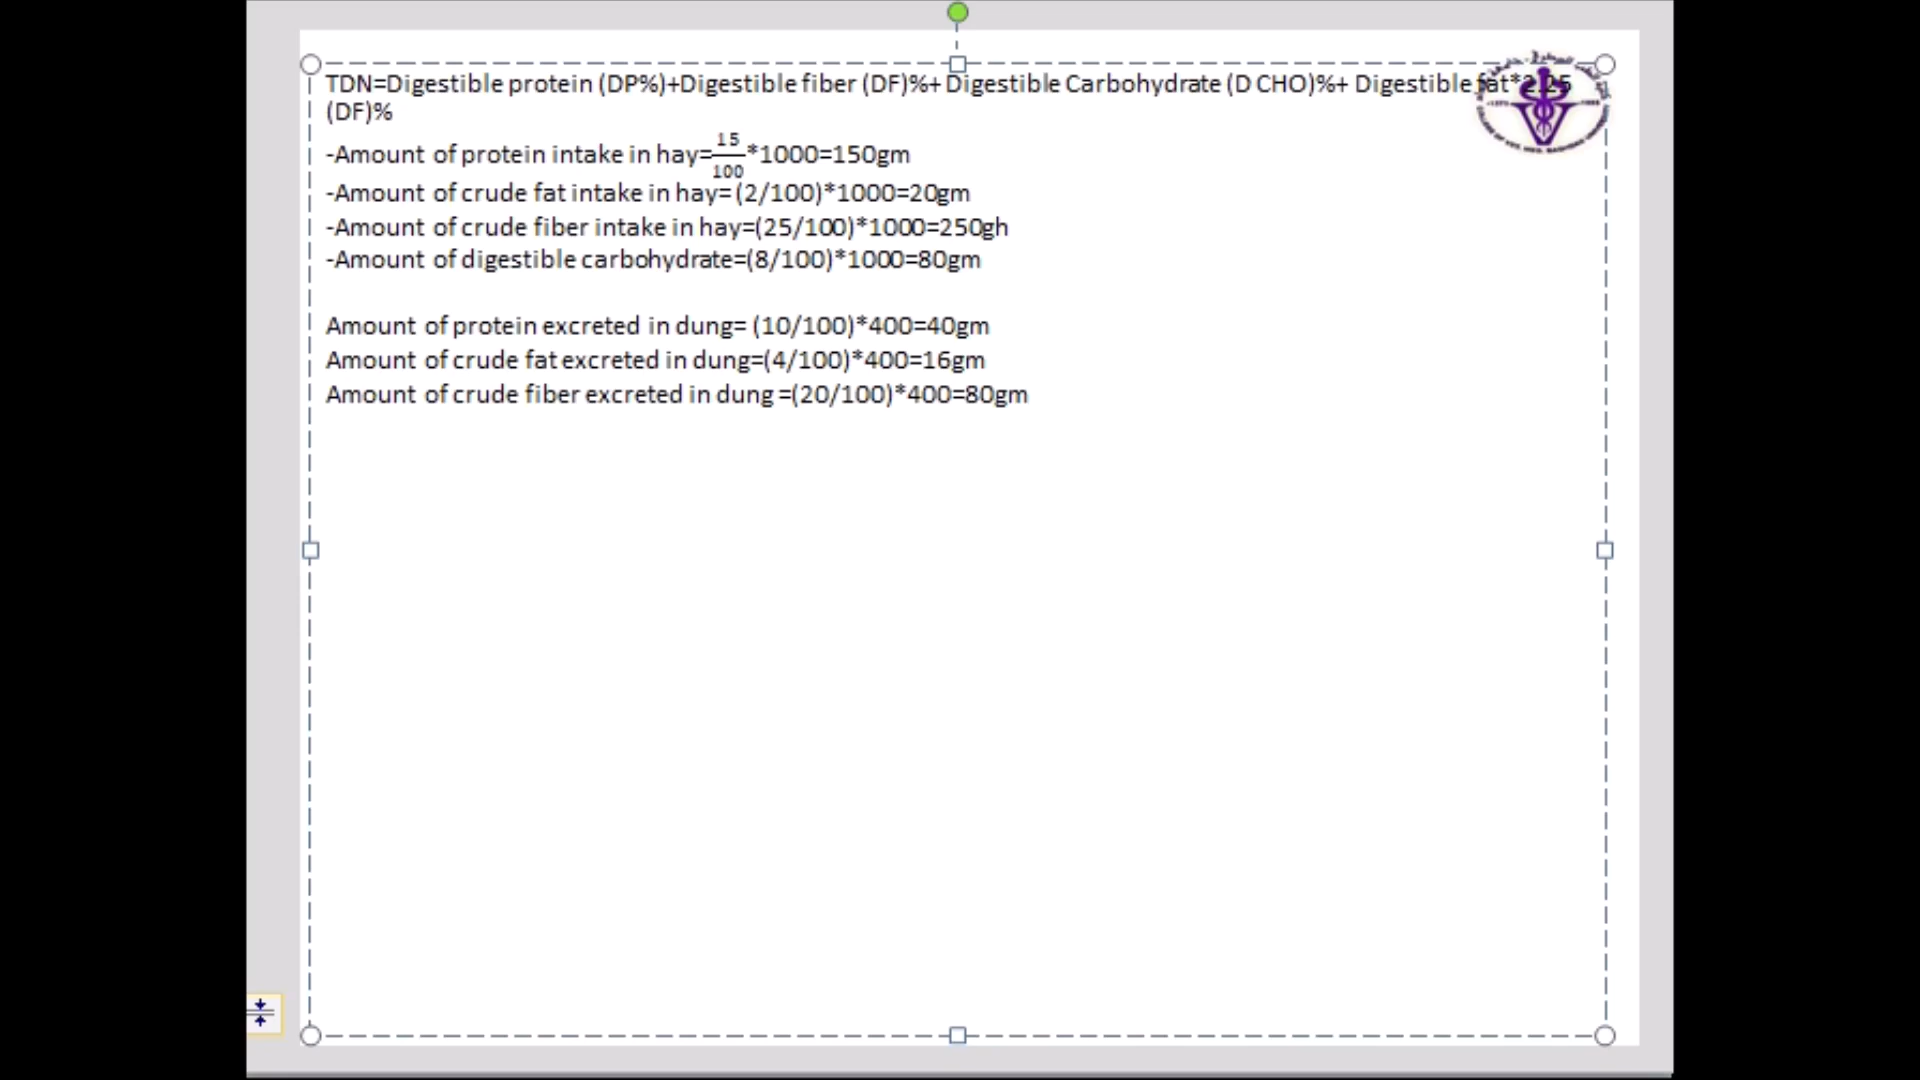 TDN=Digestible protein (DP%)+Digestible fiber (DF)%+ Digestible Carbohydrate (D CHO)%+ Digestible fat*2.25
(DF)%
-Amount of protein intake in hay=15/100*1000=150gm
-Amount of crude fat intake in hay=(2/100)*1000=20gm
-Amount of crude fiber intake in hay=(25/100)*1000=250gh
-Amount of digestible carbohydrate=(8/100)*1000=80gm
Amount of protein excreted in dung= (10/100)*400=40gm
Amount of crude fat excreted in dung=(4/100)*400=16gm
Amount of crude fiber excreted in dung =(20/100)*400=80gm